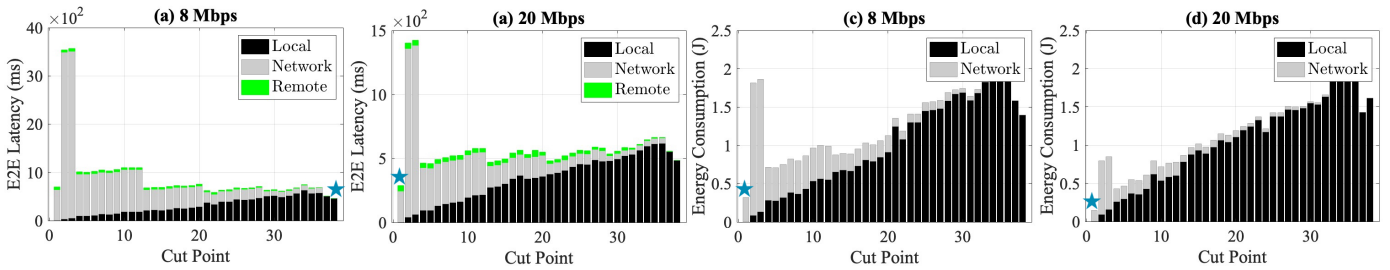 (a) 8 Mbps
×10²
40
30
20
10
0
E2E Latency (ms)
Local
Network
Remote
0
10
20
30
Cut Point
(a) 20 Mbps
×10²
15
10
5
0
E2E Latency (ms)
Local
Network
Remote
0
10
20
30
Cut Point
(c) 8 Mbps
2.5
2
1.5
1
0.5
0
Energy Consumption (J)
Local
Network
0
10
20
30
Cut Point
(d) 20 Mbps
2.5
2
1.5
1
0.5
0
Energy Consumption (J)
Local
Network
0
10
20
30
Cut Point